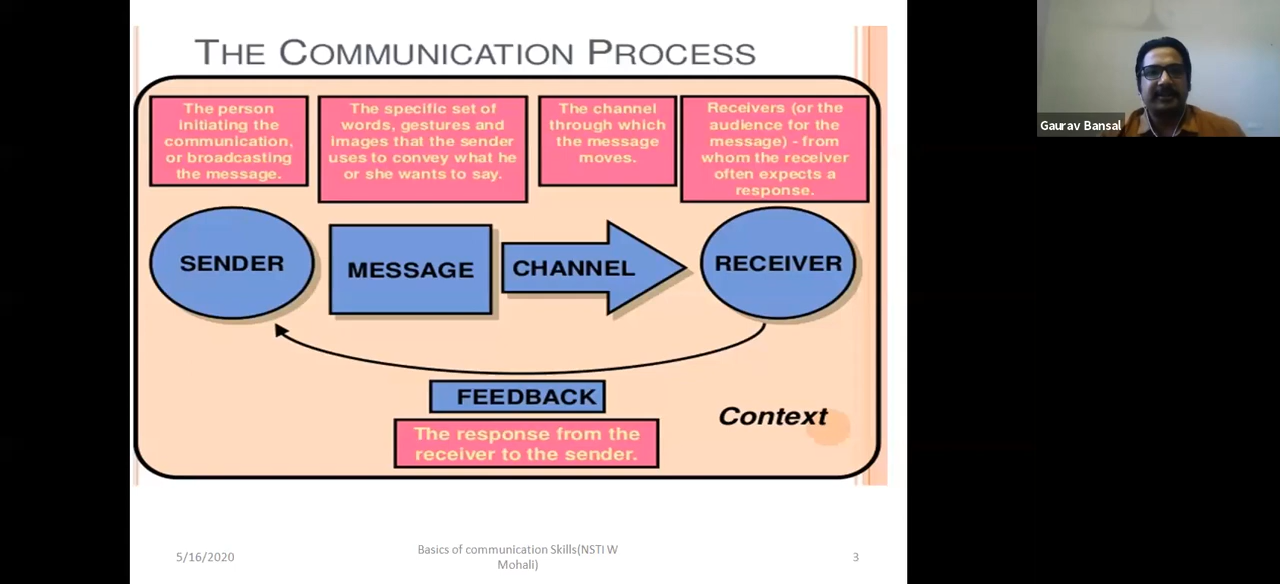 THE COMMUNICATION PROCESS
The person
initiating the
communication,
or broadcasting
the message.
The specific set of
words, gestures and
images that the sender
uses to convey what he
or she wants to say.
The channel
through which
the message
moves.
Receivers (or the
audience for the
message) - from
whom the receiver
often expects a
response.
SENDER
MESSAGE
CHANNEL
RECEIVER
FEEDBACK
The response from the
receiver to the sender.
Context
5/16/2020
Basics of communication Skills(NSTI W
Mohali)
3
Gaurav Bansal